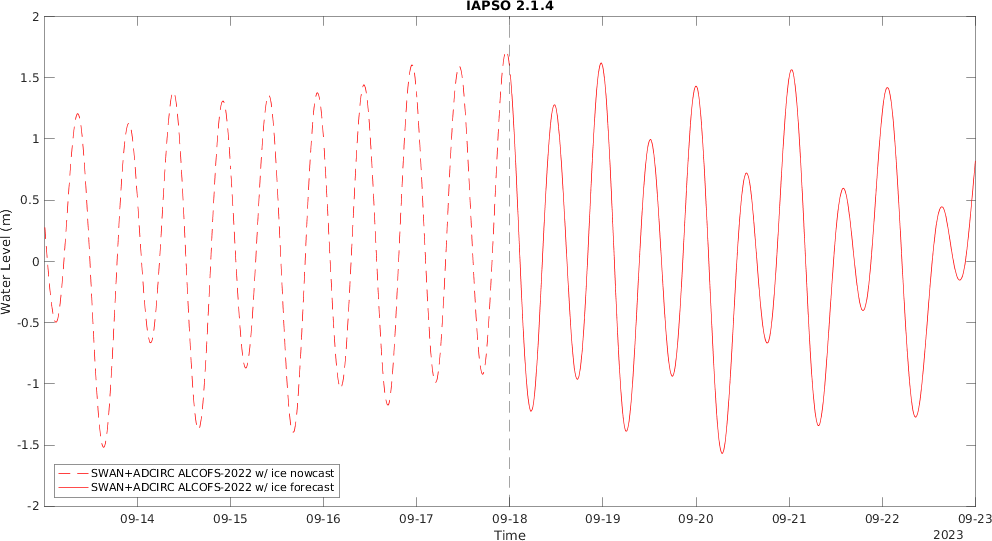 IAPSO 2.1.4
2
1.5
1
0.5
0
-0.5
-1
-1.5
-2
Water Level (m)
SWAN+ADCIRC ALCOFS-2022 w/ ice nowcast
SWAN+ADCIRC ALCOFS-2022 w/ ice forecast
09-14 09-15 09-16 09-17 09-18 09-19 09-20 09-21 09-22 09-23
Time
2023